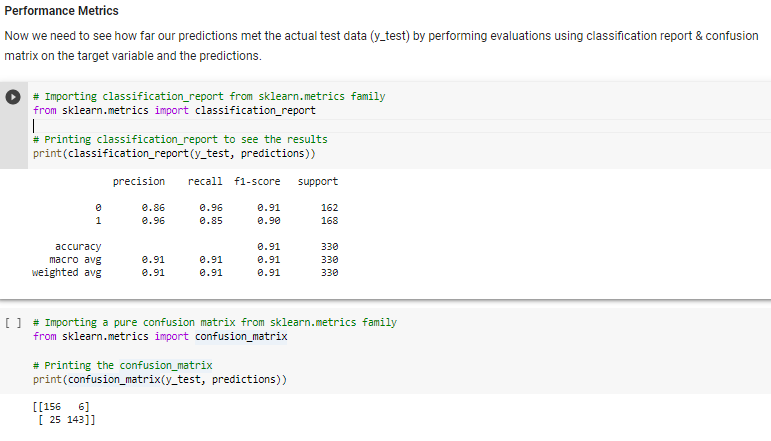 Performance Metrics
Now we need to see how far our predictions met the actual test data (y_test) by performing evaluations using classification report & confusion
matrix on the target variable and the predictions.
# Importing classification_report from sklearn.metrics family
from sklearn.metrics import classification_report
# Printing classification_report to see the results
print(classification_report(y_test, predictions))
precision recall f1-score support
0 0.86 0.96 0.91 162
1 0.96 0.85 0.90 168
accuracy 0.91 330
macro avg 0.91 0.91 0.91 330
weighted avg 0.91 0.91 0.91 330
[ ] # Importing a pure confusion matrix from sklearn.metrics family
from sklearn.metrics import confusion_matrix
# Printing the confusion_matrix
print(confusion_matrix(y_test, predictions))
[[156 6]
[ 25 143]]